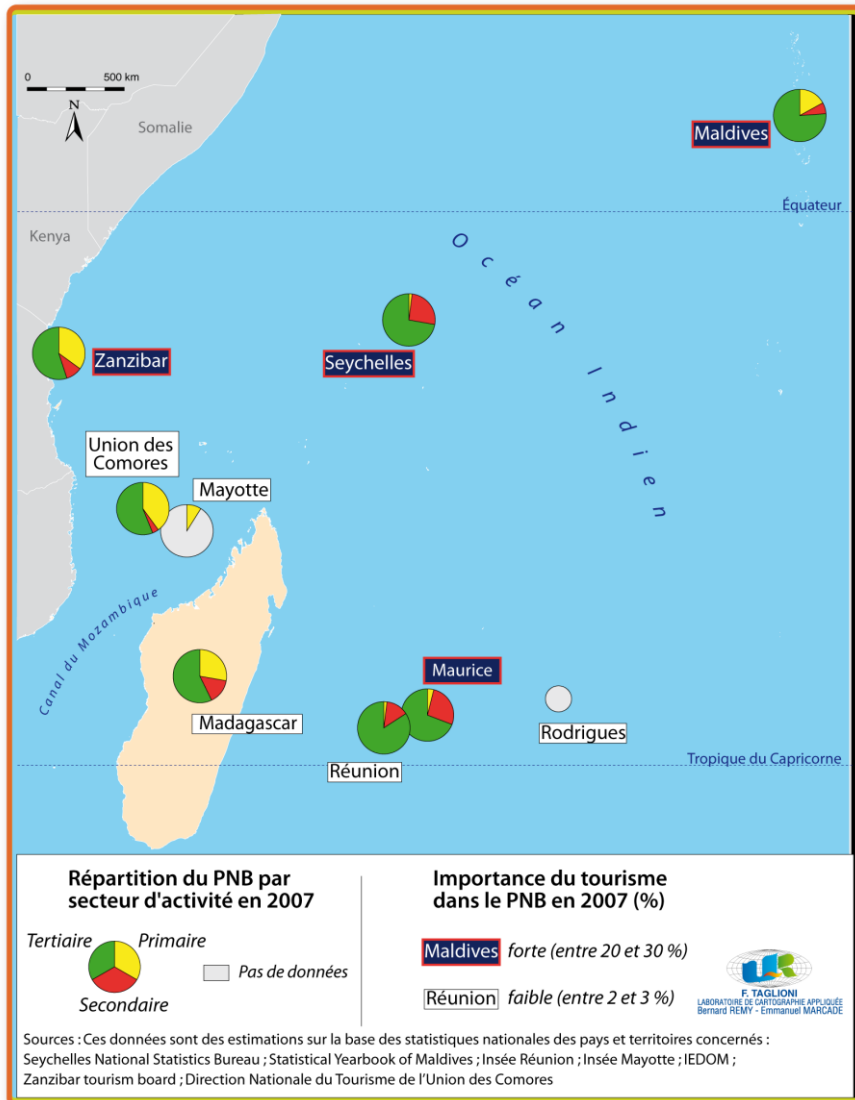 0 500 km
N
Somalie
Maldives
Équateur
Kenya
Océan Indien
Seychelles
Zanzibar
Union des
Comores
Mayotte
Canal du Mozambique
Maurice
Madagascar
Rodrigues
Réunion
Tropique du Capricorne
Répartition du PNB par
secteur d'activité en 2007
Tertiaire Primaire
Secondaire
Pas de données
Importance du tourisme
dans le PNB en 2007 (%)
Maldives forte (entre 20 et 30 %)
Réunion faible (entre 2 et 3 %)
UR
F. TAGLIONI
LABORATOIRE DE CARTOGRAPHIE APPLIQUÉE
Bernard REMY - Emmanuel MARCADE
Sources : Ces données sont des estimations sur la base des statistiques nationales des pays et territoires concernés :
Seychelles National Statistics Bureau ; Statistical Yearbook of Maldives ; Insée Réunion ; Insée Mayotte ; IEDOM ;
Zanzibar tourism board ; Direction Nationale du Tourisme de l'Union des Comores